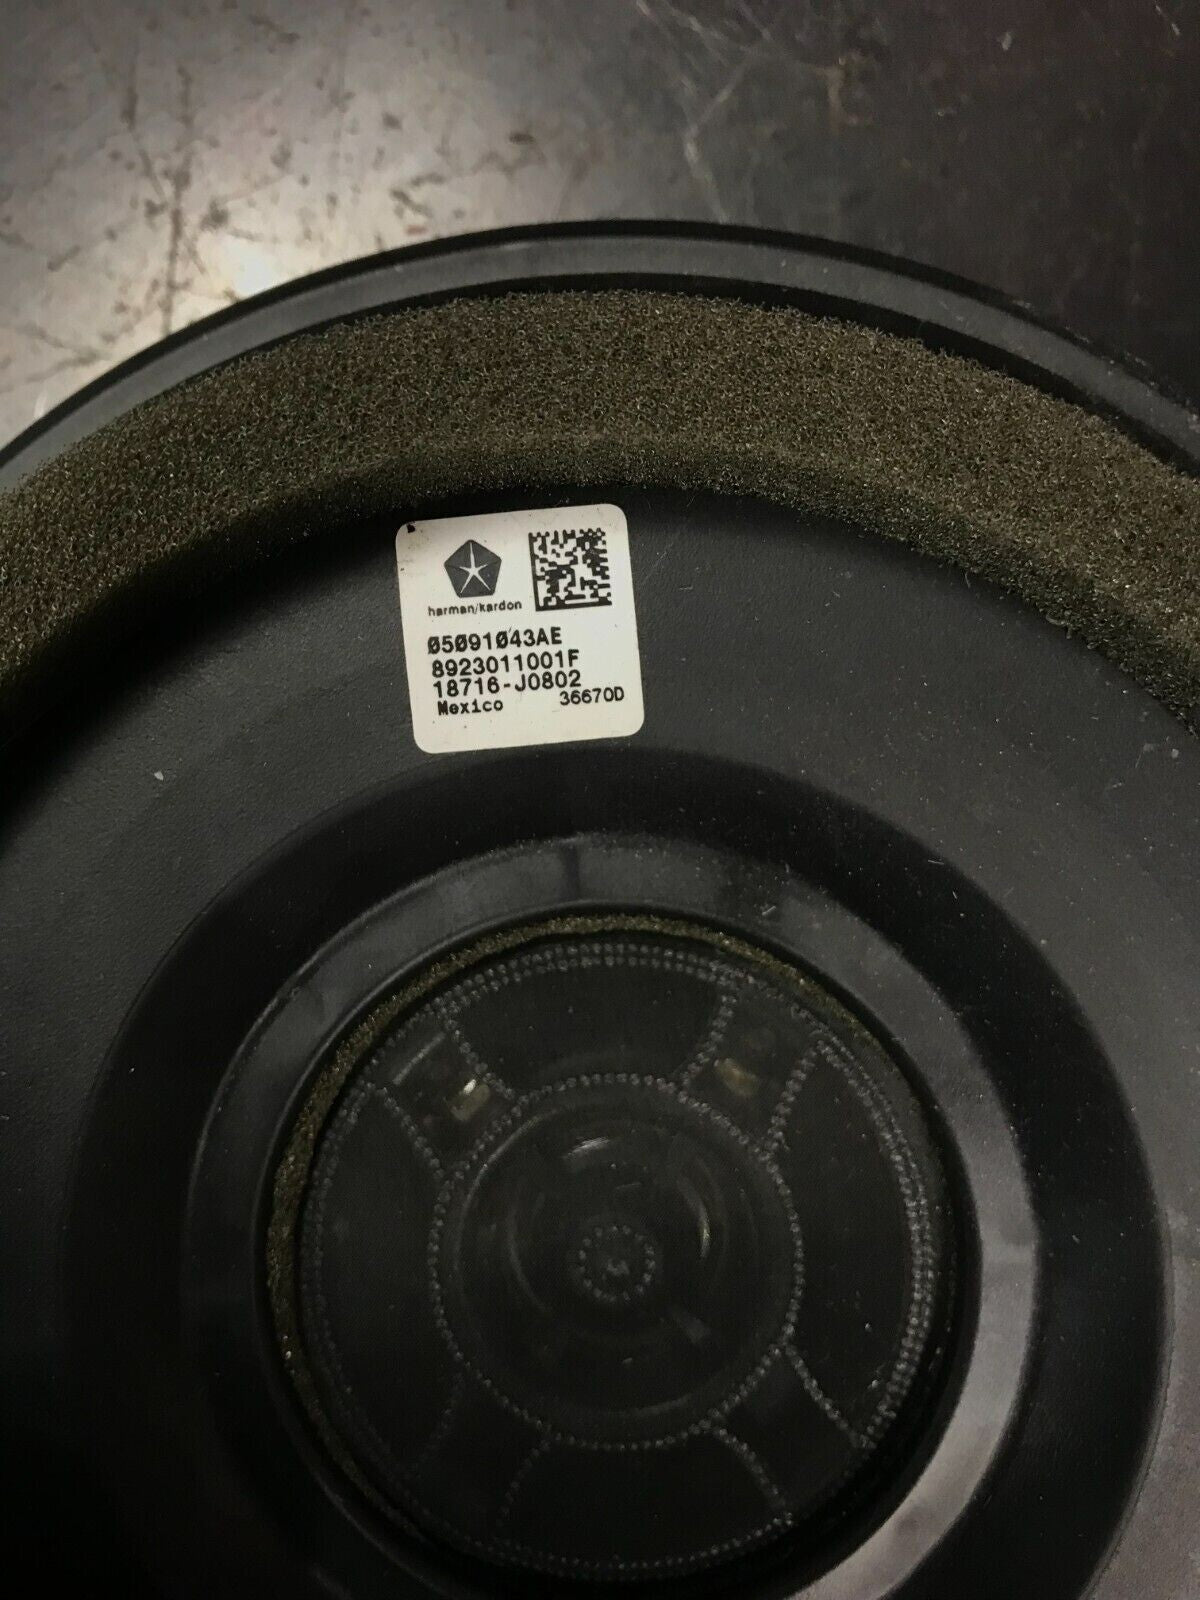 harman/kardon
05091043AE
8923011001F
18716-J0802
Mexico 36670D